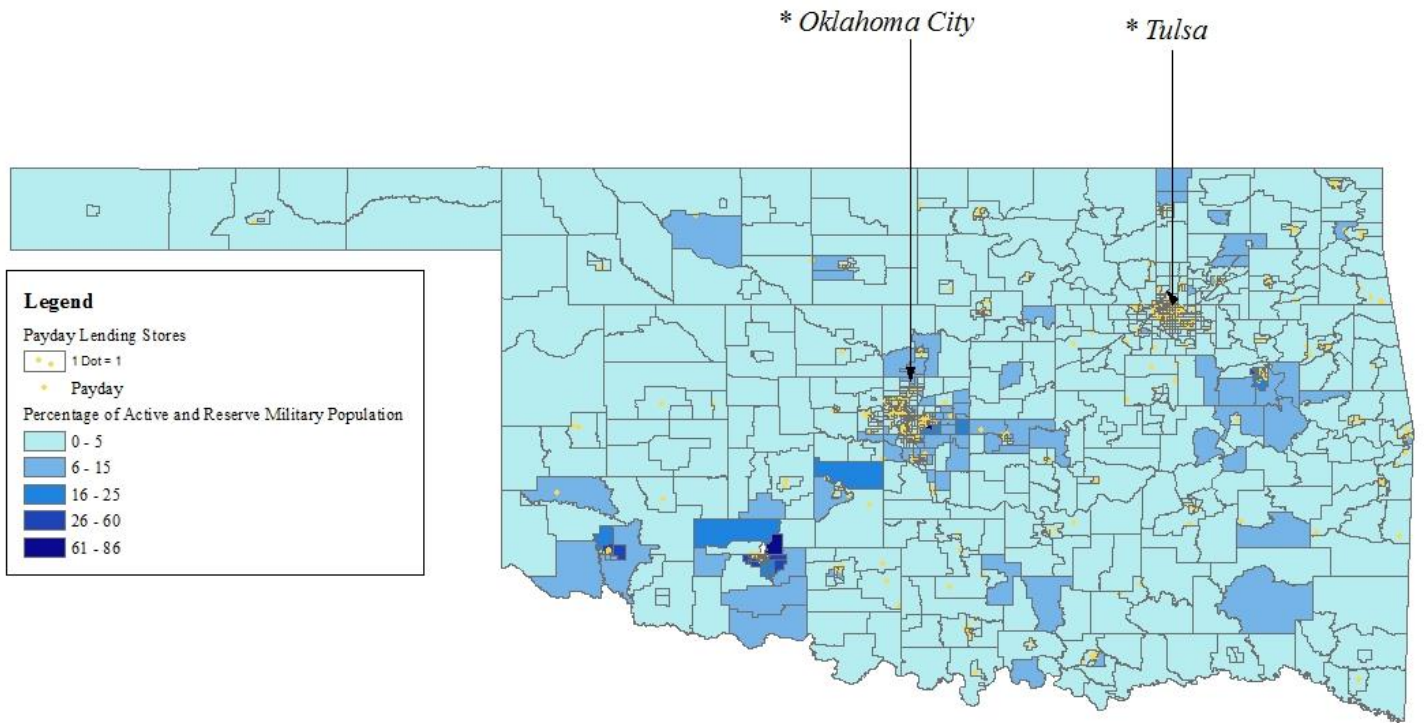 * Oklahoma City
* Tulsa
Legend
Payday Lending Stores
1 Dot = 1
Payday
Percentage of Active and Reserve Military Population
0 - 5
6 - 15
16 - 25
26 - 60
61 - 86